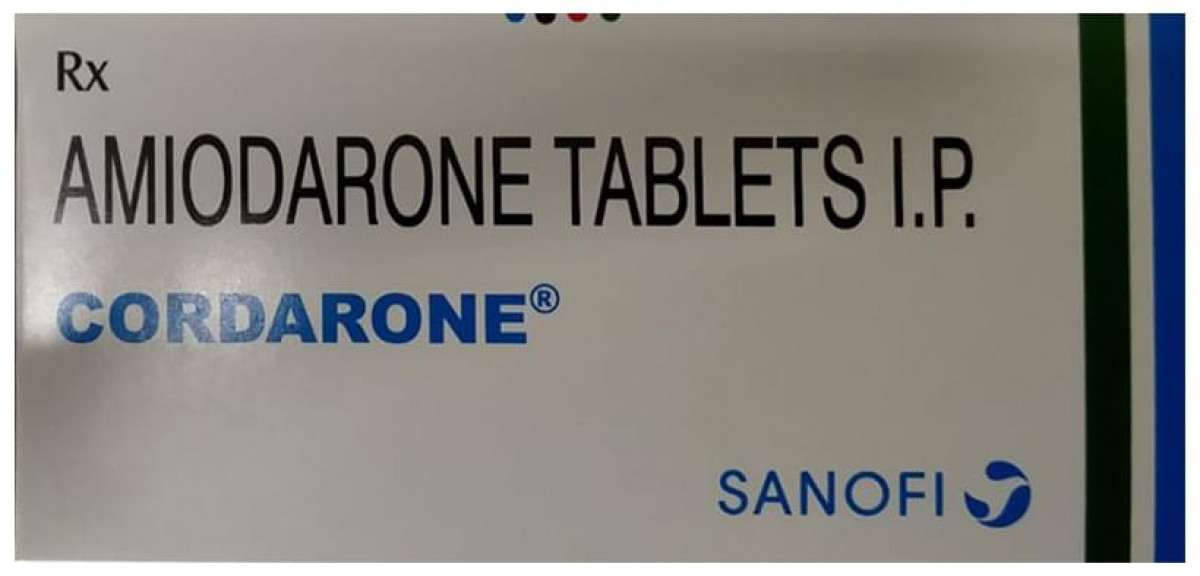 Rx
AMIODARONE TABLETS I.P.
CORDARONE®
SANOFI